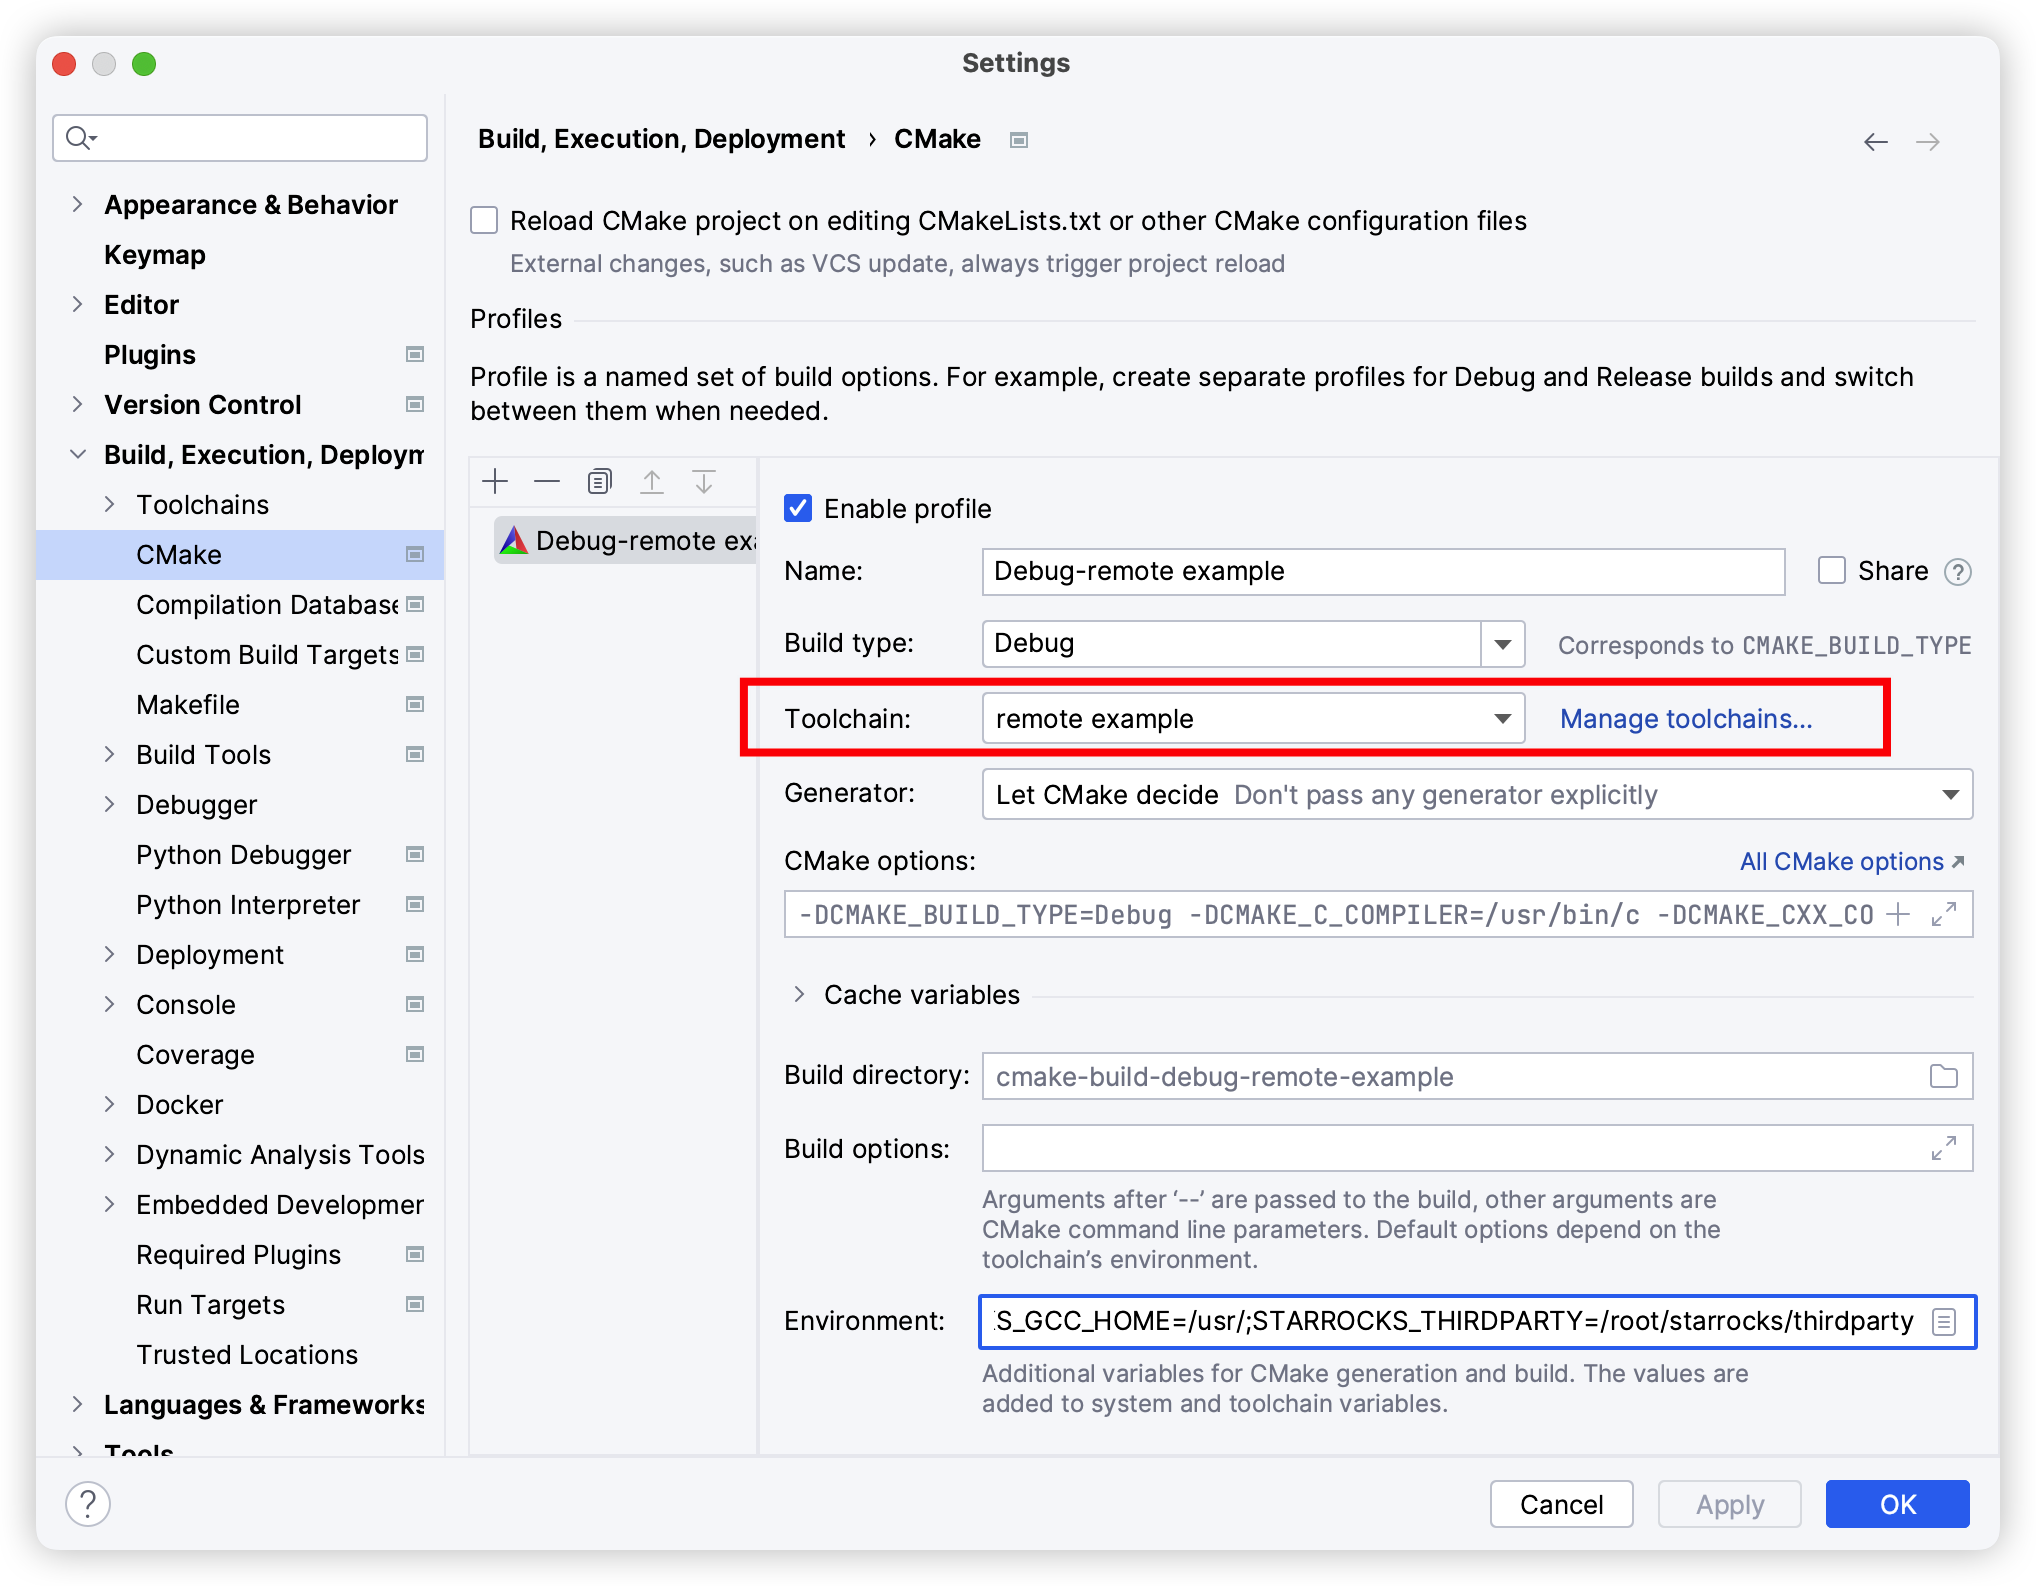 Settings
Appearance & Behavior
Keymap
Editor
Plugins
Version Control
Build, Execution, Deploym
Toolchains
CMake
Compilation Database
Custom Build Targets
Makefile
Build Tools
Debugger
Python Debugger
Python Interpreter
Deployment
Console
Coverage
Docker
Dynamic Analysis Tools
Embedded Developmen
Required Plugins
Run Targets
Trusted Locations
Languages & Frameworks
Tools
Build, Execution, Deployment › CMake
Reload CMake project on editing CMakeLists.txt or other CMake configuration files
External changes, such as VCS update, always trigger project reload
Profiles
Profile is a named set of build options. For example, create separate profiles for Debug and Release builds and switch
between them when needed.
Debug-remote exa
Enable profile
Name: Debug-remote example Share ?
Build type: Debug Corresponds to CMAKE_BUILD_TYPE
Toolchain: remote example Manage toolchains...
Generator: Let CMake decide Don't pass any generator explicitly
CMake options: All CMake options
-DCMAKE_BUILD_TYPE=Debug -DCMAKE_C_COMPILER=/usr/bin/c -DCMAKE_CXX_CO
Cache variables
Build directory: cmake-build-debug-remote-example
Build options:
Arguments after ‘--’ are passed to the build, other arguments are
CMake command line parameters. Default options depend on the
toolchain’s environment.
Environment: S_GCC_HOME=/usr/;STARROCKS_THIRDPARTY=/root/starrocks/thirdparty
Additional variables for CMake generation and build. The values are
added to system and toolchain variables.
?
Cancel
Apply
OK